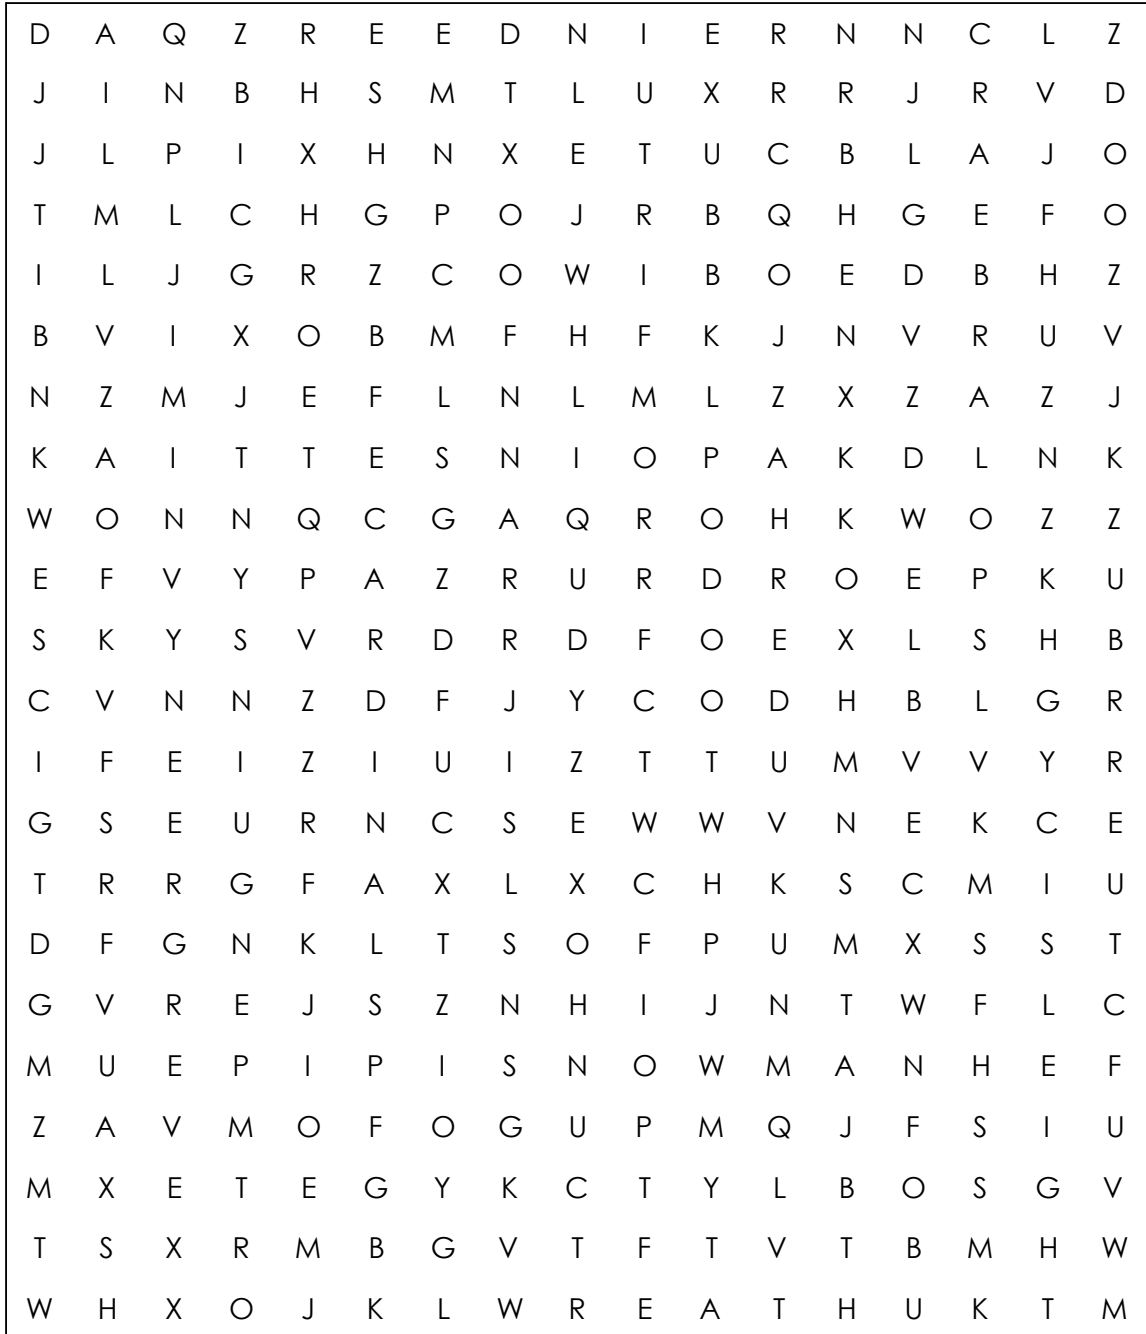 D A Q Z R E E D N I E R N N C L Z
J I N B H S M T L U X R R J R V D
J L P I X H N X E T U C B L A J O
T M L C H G P O J R B Q H G E F O
I L J G R Z C O W I B O E D B H Z
B V I X O B M F H F K J N V R U V
N Z M J E F L N L M L Z X Z A Z J
K A I T T E S N I O P A K D L N K
W O N N Q C G A Q R O H K W O Z Z
E F V Y P A Z R U R D R O E P K U
S K Y S V R D R D F O E X L S H B
C V N N Z D F J Y C O D H B L G R
I F E I Z I U I Z T T U M V V Y R
G S E U R N C S E W W V N E K C E
T R R G F A X L X C H K S C M I U
D F G N K L T S O F P U M X S S T
G V R E J S Z N H I J N T W F L C
M U E P I P I S N O W M A N H E F
Z A V M O F O G U P M Q J F S I U
M X E T E G Y K C T Y L B O S G V
T S X R M B G V T F T V T B M H W
W H X O J K L W R E A T H U K T M